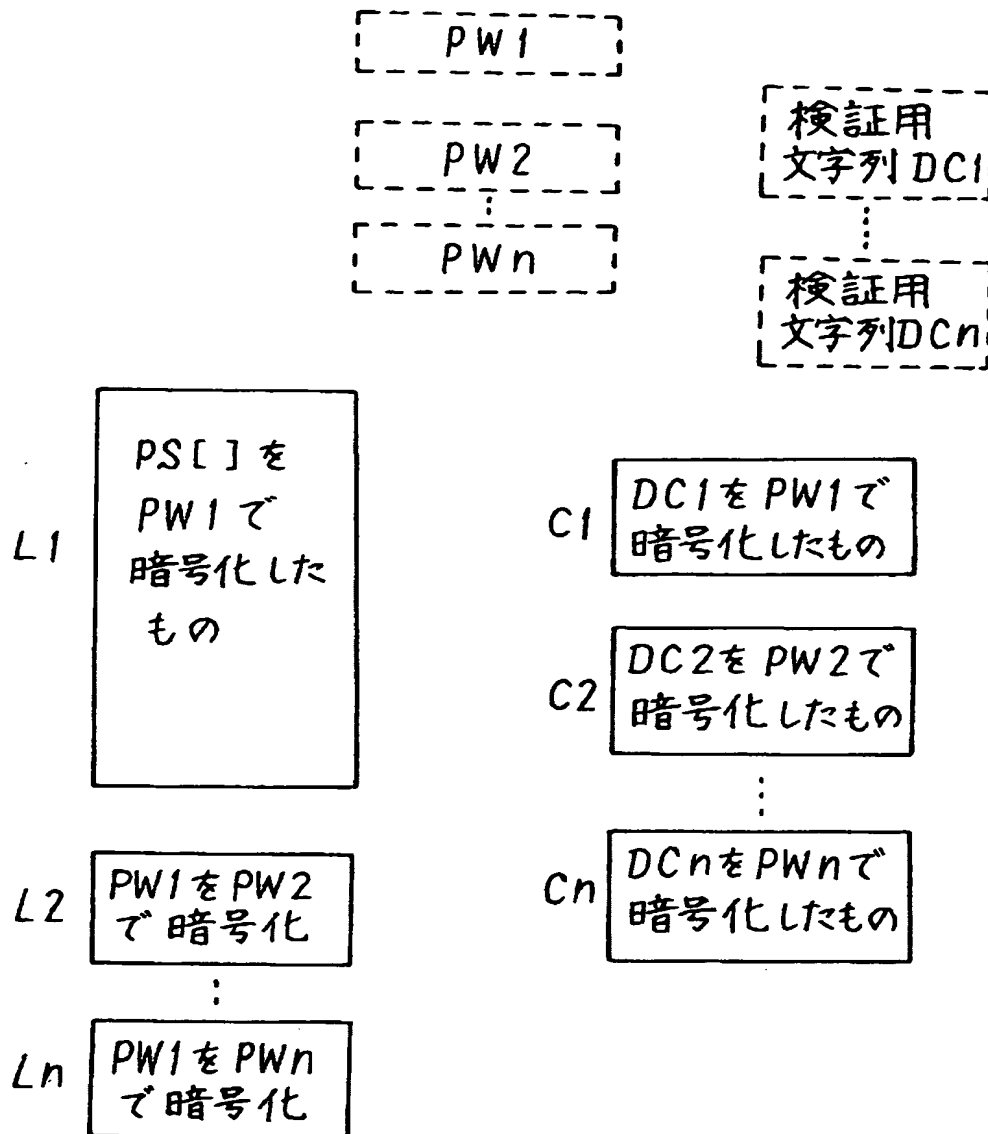 PW1
PW2
PWn
検証用
文字列DC1
検証用
文字列DCn
L1
PS[ ]を
PW1で
暗号化した
もの
C1
DC1をPW1で
暗号化したもの
C2
DC2をPW2で
暗号化したもの
Cn
DCnをPWnで
暗号化したもの
L2
PW1をPW2
で暗号化
Ln
PW1をPWn
で暗号化